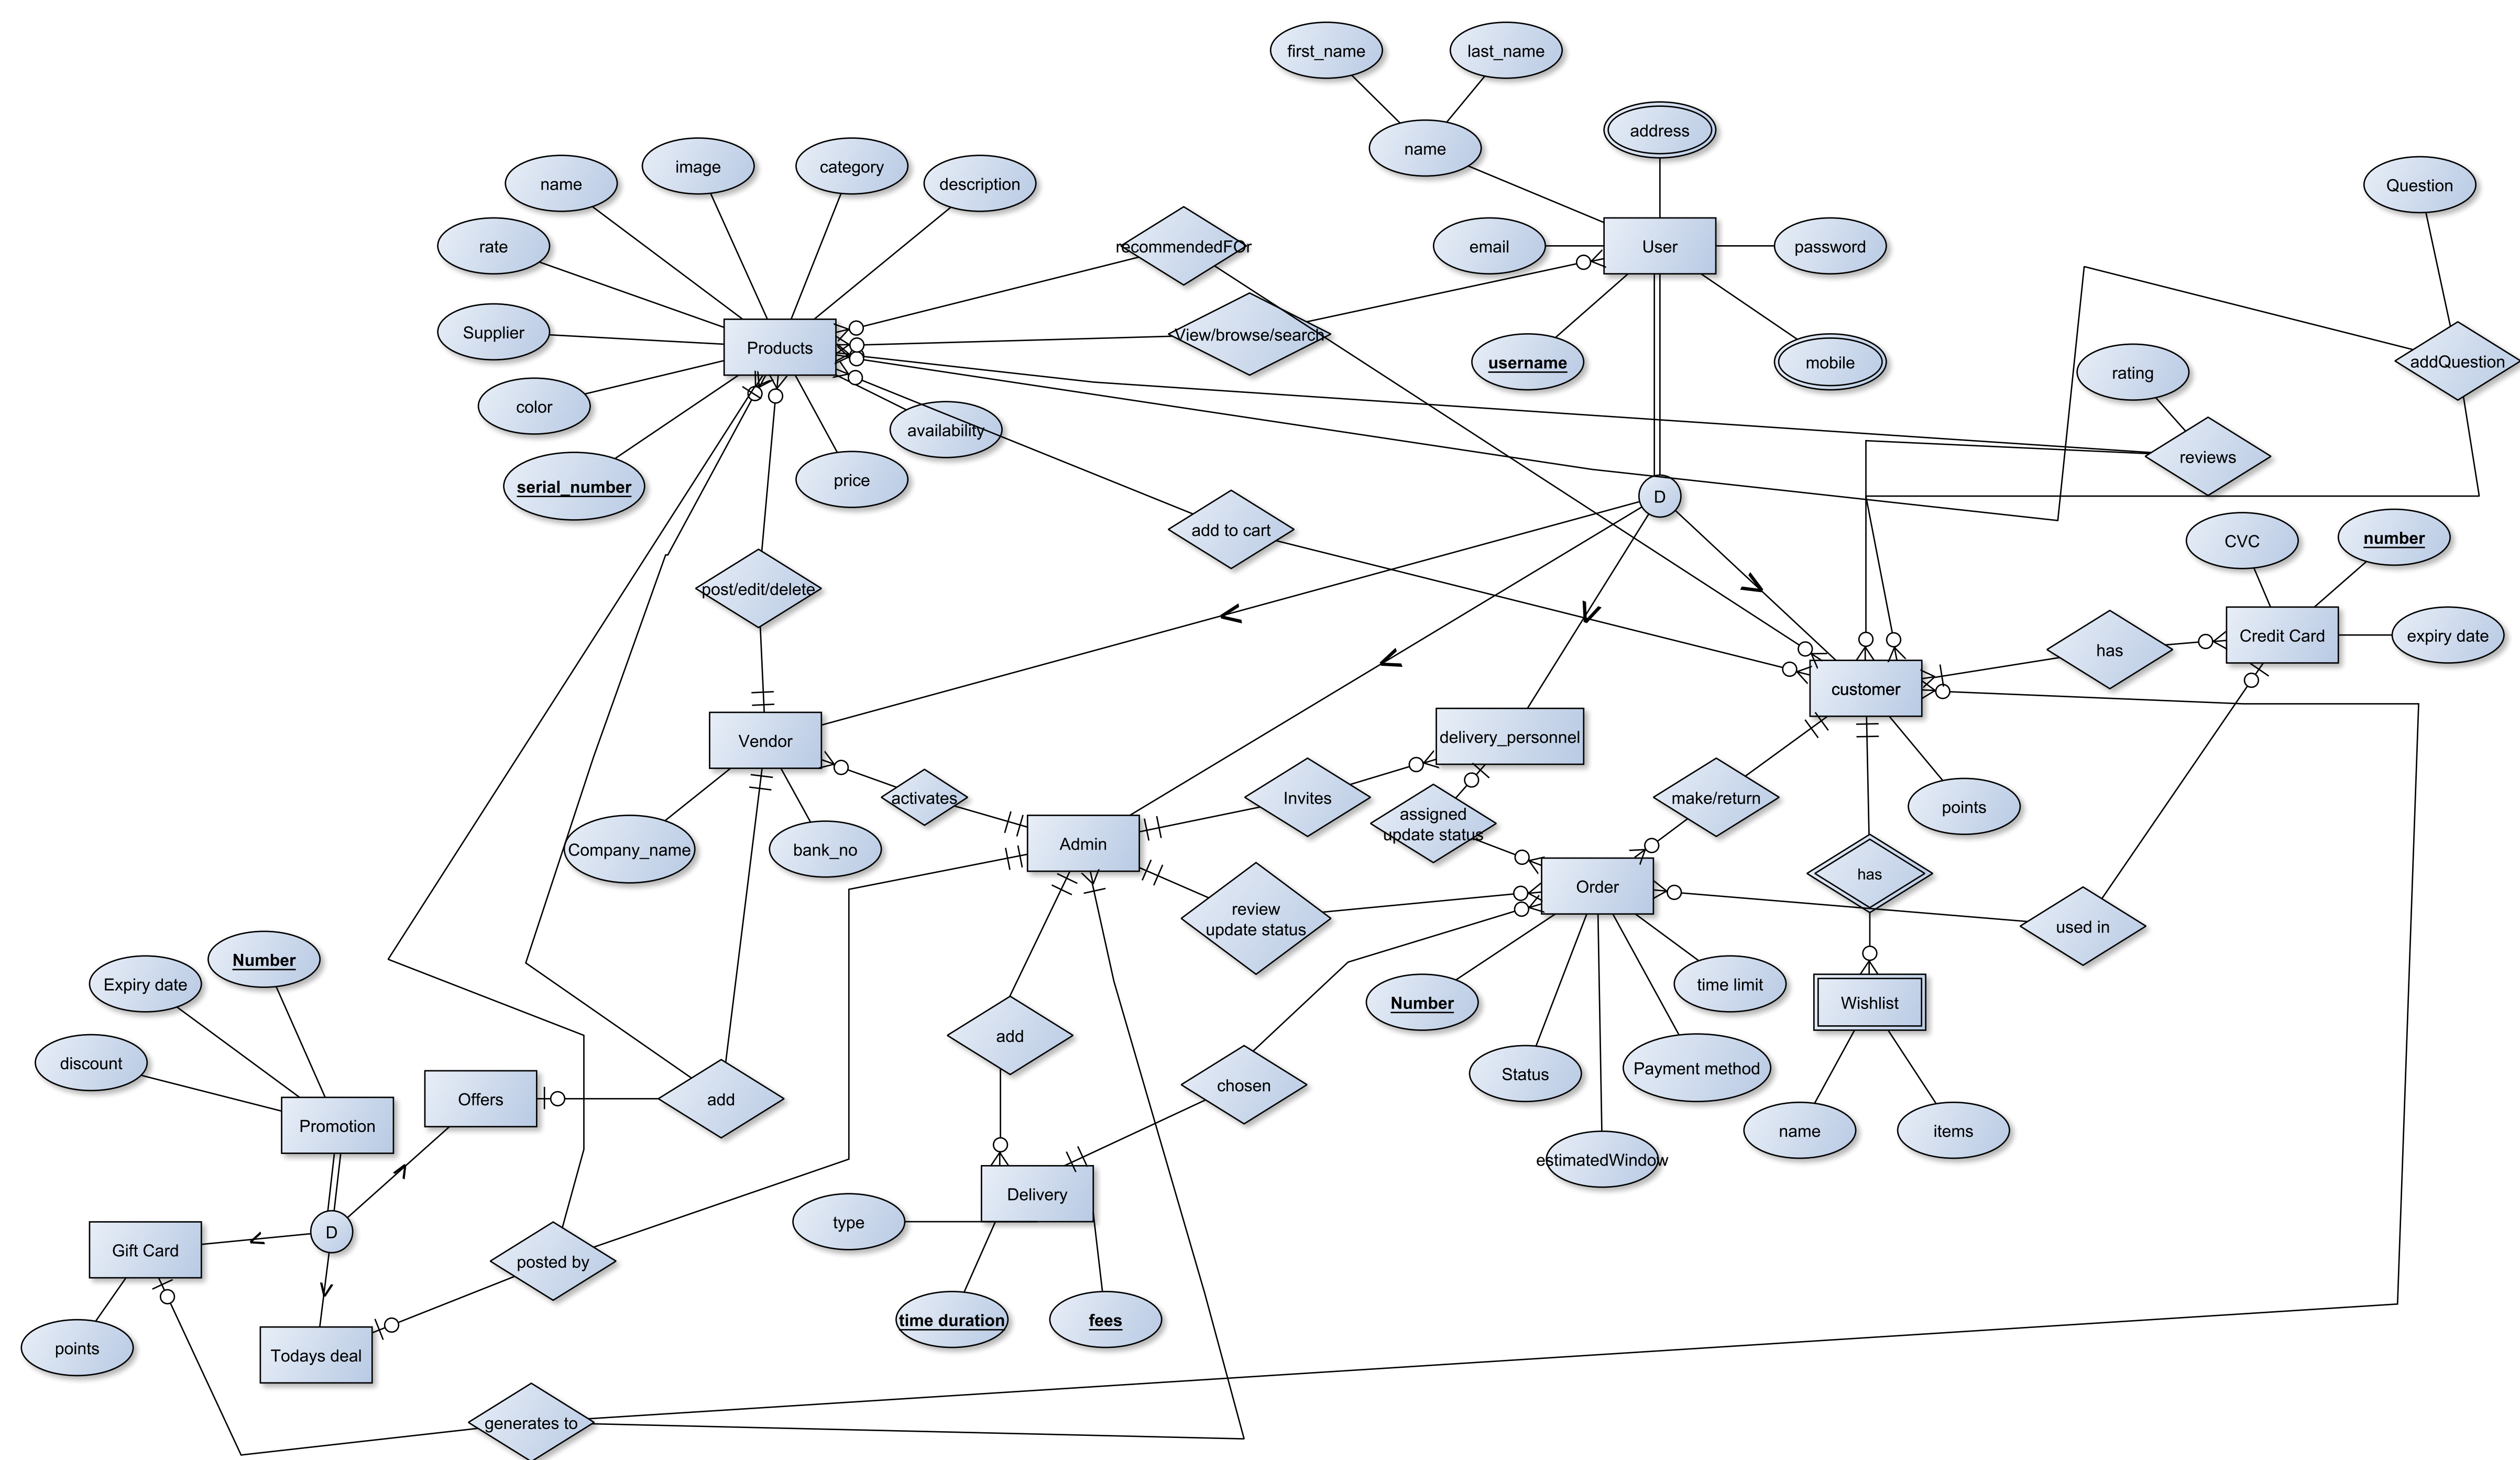 first_name
last_name
address
name
image
category
name
description
Question
rate
recommendedFOr
email
User
password
Supplier
Products
View/browse/search
username
mobile
rating
addQuestion
color
availability
reviews
serial_number
price
D
add to cart
CVC
number
post/edit/delete
has
Credit Card
expiry date
customer
Vendor
delivery_personnel
activates
Invites
make/return
points
assigned
update status
Company_name
bank_no
Admin
Order
has
review
update status
used in
Number
Expiry date
time limit
Number
Wishlist
add
discount
Status
Payment method
chosen
Offers
add
Promotion
name
items
estimatedWindow
Delivery
type
D
Gift Card
posted by
time duration
fees
points
Todays deal
generates to